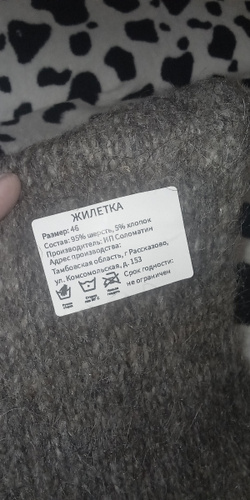 ЖИЛЕТКА
Размер: 46
Состав: 95% шерсть, 5% хлопок
Производитель: ИП Соломатин
Адрес производства:
Тамбовская область, г Рассказово,
ул. Комсомольская, д. 153
Срок годности:
не ограничен